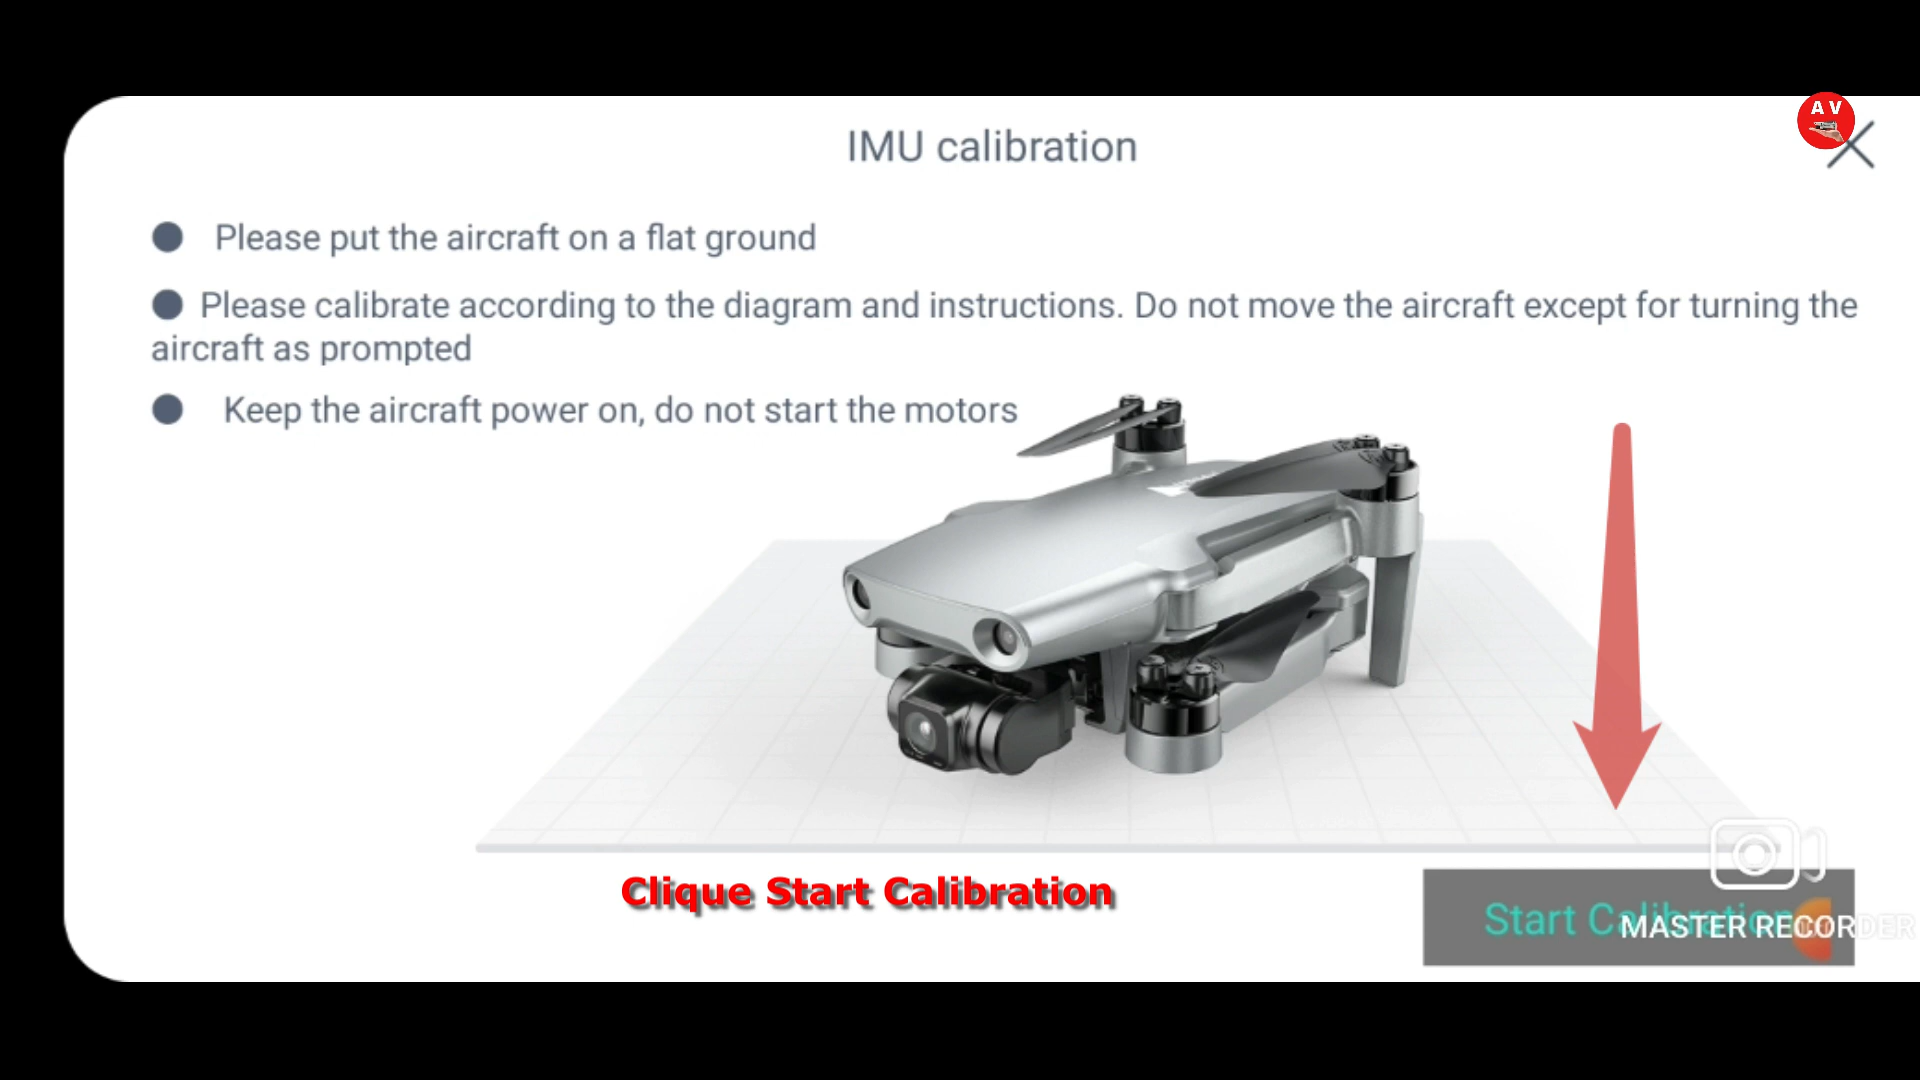 A V
IMU calibration
Please put the aircraft on a flat ground
Please calibrate according to the diagram and instructions. Do not move the aircraft except for turning the
aircraft as prompted
Keep the aircraft power on, do not start the motors
Clique Start Calibration
Start Calibration
MASTER RECORDER